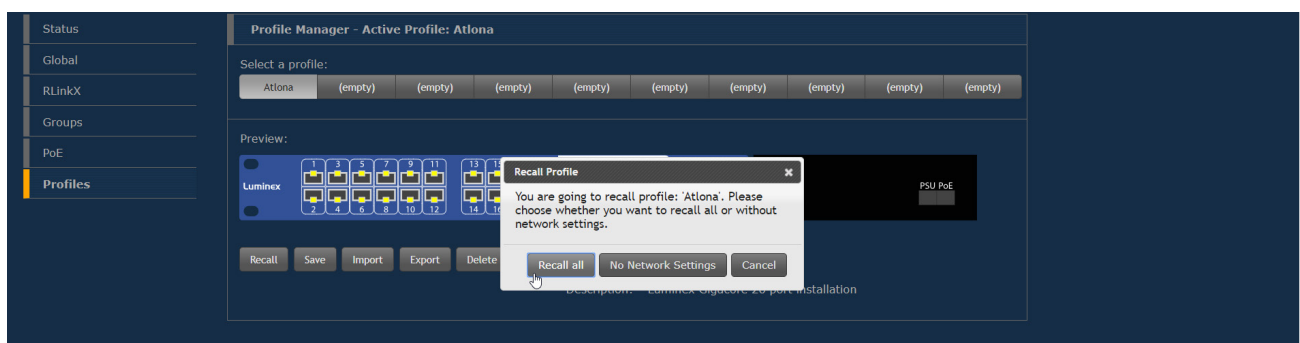 Status
Global
RLinkX
Groups
PoE
Profiles
Profile Manager - Active Profile: Atlona
Select a profile:
Atlona (empty) (empty) (empty) (empty) (empty) (empty) (empty) (empty) (empty)
Preview:
Luminex
1 3 5 7 9 11 13
2 4 6 8 10 12 14
PSU PoE
Recall Save Import Export Delete
Recall Profile
You are going to recall profile: 'Atlona'. Please
choose whether you want to recall all or without
network settings.
Recall all No Network Settings Cancel
Description: Luminex Gigacore 26 port installation